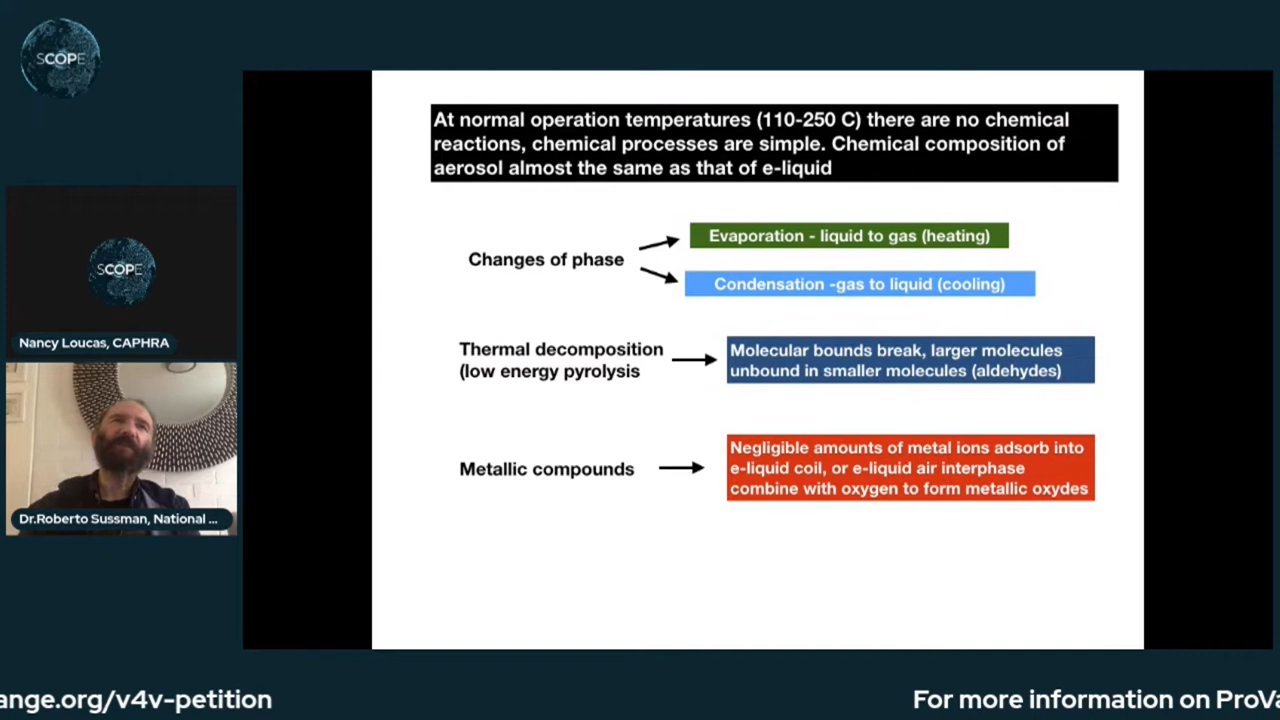 SCOPE
At normal operation temperatures (110-250 C) there are no chemical
reactions, chemical processes are simple. Chemical composition of
aerosol almost the same as that of e-liquid
Changes of phase
Evaporation - liquid to gas (heating)
Condensation -gas to liquid (cooling)
Thermal decomposition
(low energy pyrolysis
Molecular bounds break, larger molecules
unbound in smaller molecules (aldehydes)
Metallic compounds
Negligible amounts of metal ions adsorb into
e-liquid coil, or e-liquid air interphase
combine with oxygen to form metallic oxydes
SCOPE
Nancy Loucas, CAPHRA
Dr.Roberto Sussman, National ...
ange.org/v4v-petition
For more information on ProVa